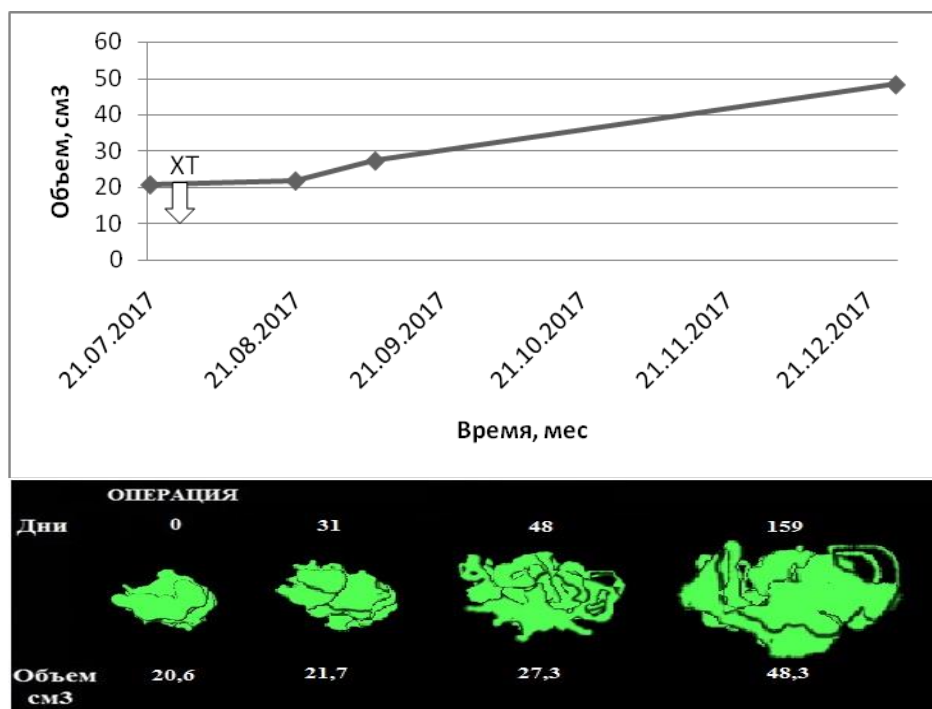 60
50
40
30
20
10
0
Объем, см3
ХТ
21.07.2017
21.08.2017
21.09.2017
21.10.2017
21.11.2017
21.12.2017
Время, мес
ОПЕРАЦИЯ
Дни 0 31 48 159
Объем 20,6 21,7 27,3 48,3
см3